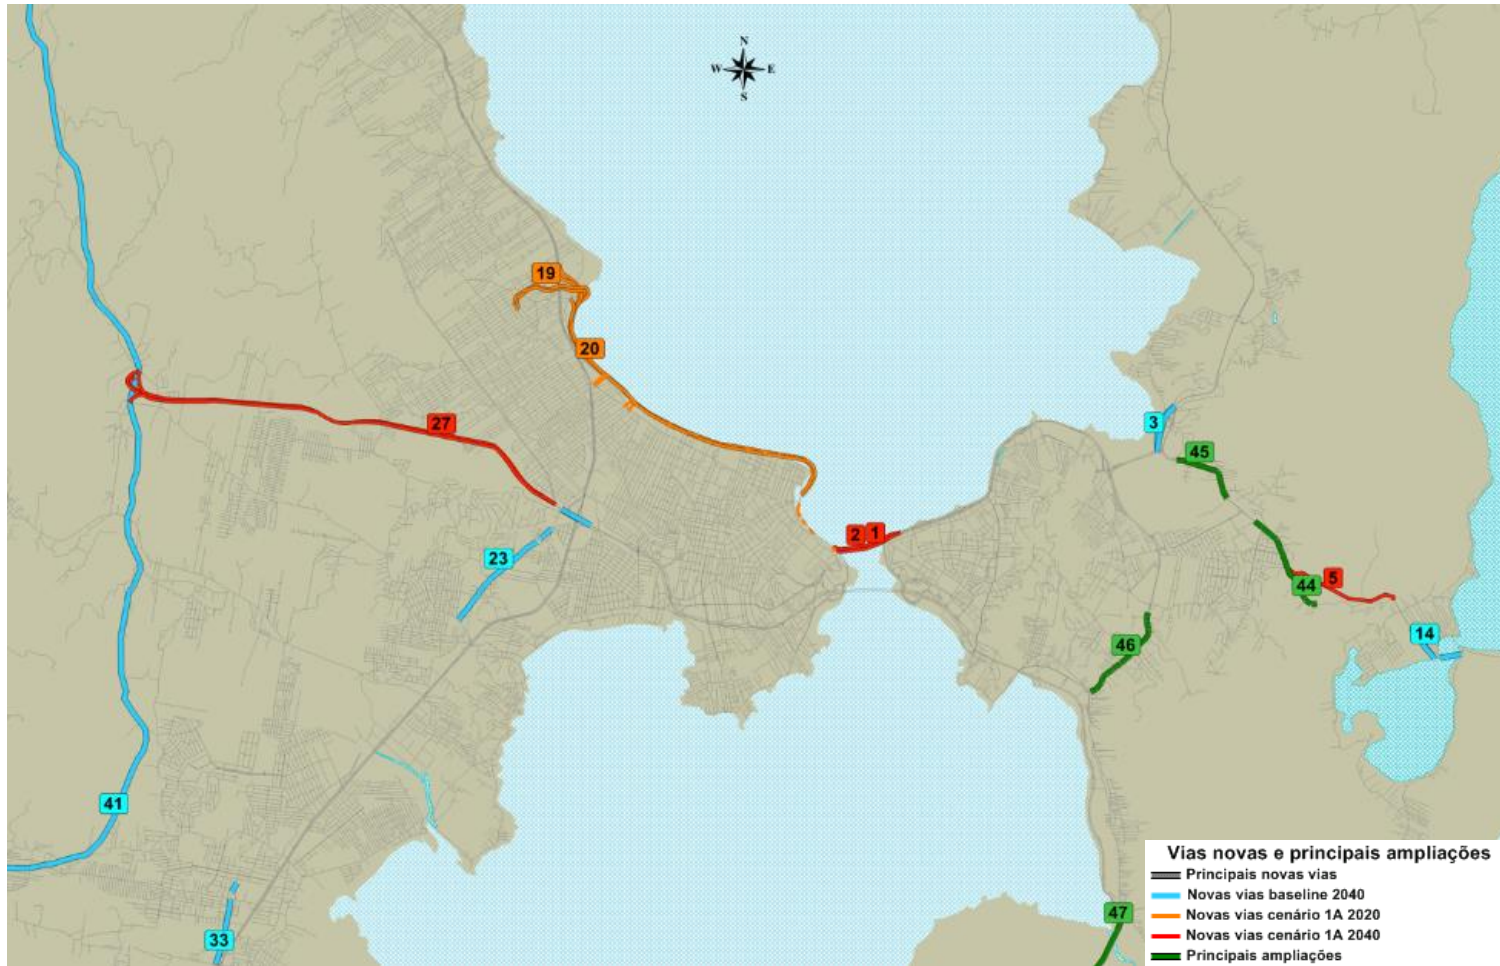 N
W E
S
19
20
3
27
45
2 1
23
5
44
14
46
41
47
33
Vias novas e principais ampliações
Principais novas vias
Novas vias baseline 2040
Novas vias cenário 1A 2020
Novas vias cenário 1A 2040
Principais ampliações